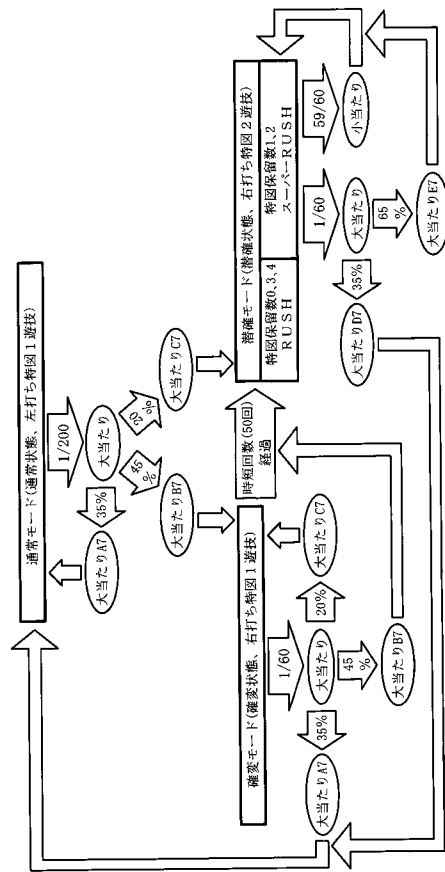 通常モード(通常状態、左打ち特図1遊技)
1/200
大当たり
35%
大当たりA7
45%
大当たりB7
20%
大当たりC7
確変モード(確変状態、右打ち特図1遊技)
1/60
大当たり
35%
大当たりA7
45
%
大当たりB7
20%
大当たりC7
時短回数(50回)
経過
潜確モード(潜確状態、右打ち特図2遊技)
特図保留数0、3、4
RUSH
特図保留数1、2
スーパーRUSH
1/60
大当たり
35%
大当たりD7
65
%
大当たりE7
59/60
小当たり